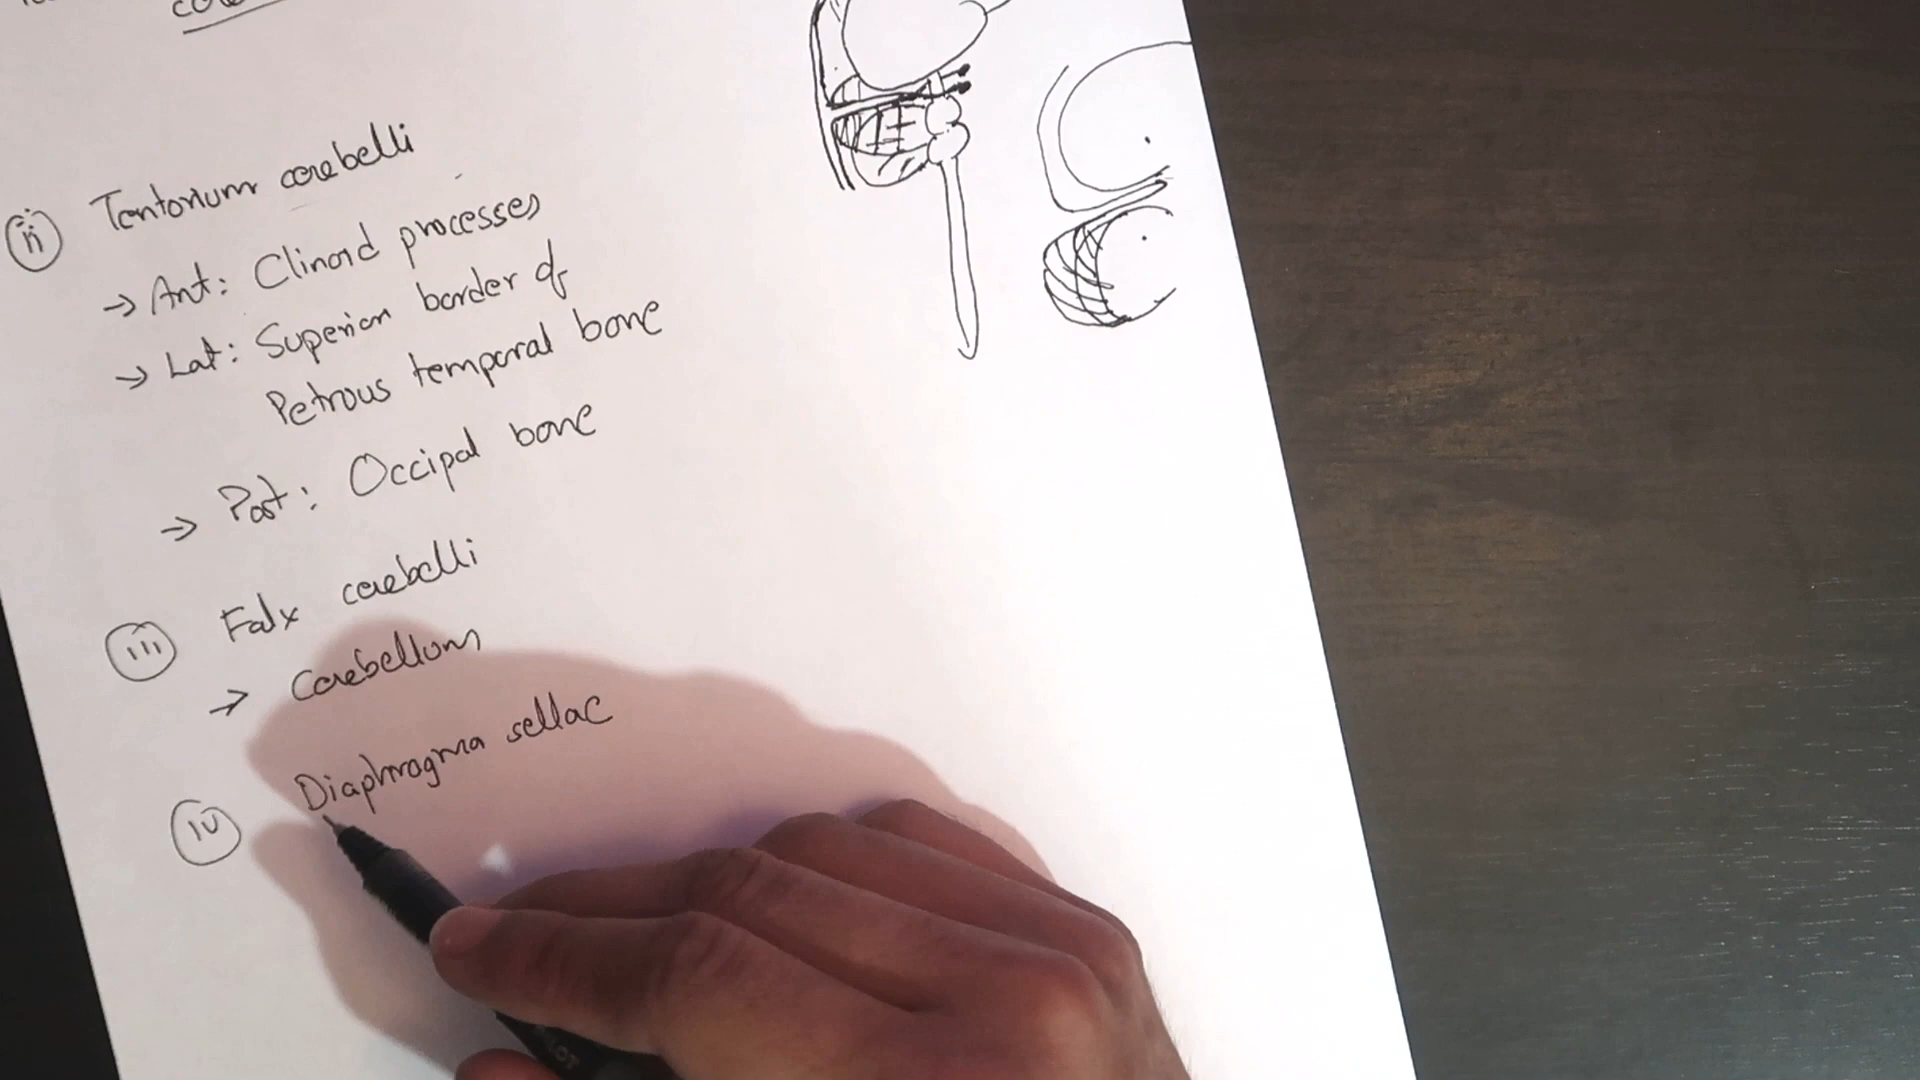 (ii) Tentorium cerebelli
→ Ant: Clinoid processes
→ Lat: Superior border of
Petrous temporal bone
→ Post: Occipal bone
(iii) Falx cerebelli
→ Cerebellum
(iv) Diaphragma sellae